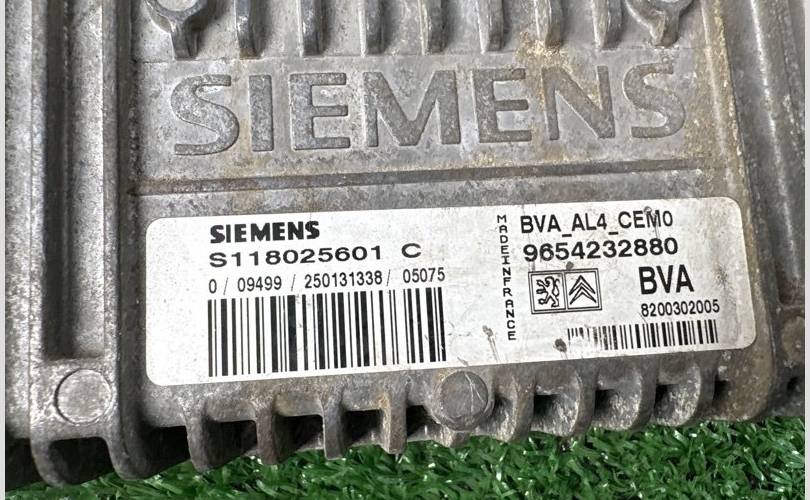 SIEMENS
SIEMENS
S118025601 C
0 / 09499 / 250131338 / 05075
MADE IN FRANCE
BVA_AL4_CEM0
9654232880
BVA
8200302005